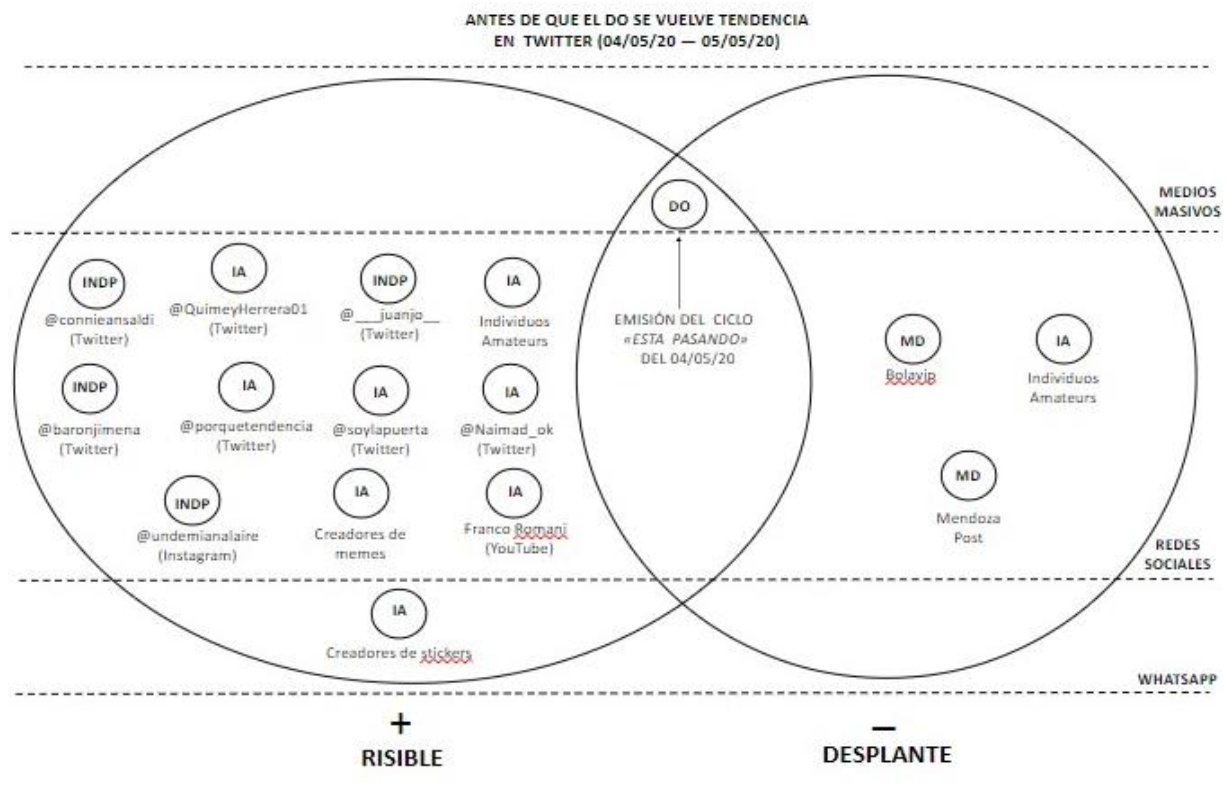 ANTES DE QUE EL DO SE VUELVE TENDENCIA
EN TWITTER (04/05/20 — 05/05/20)
MEDIOS
MASIVOS
DO
INDP
@connieansaldi
(Twitter)
IA
@QuimeyHerrera01
(Twitter)
INDP
@___juanjo__
(Twitter)
IA
Individuos
Amateurs
EMISIÓN DEL CICLO
«ESTA PASANDO»
DEL 04/05/20
MD
Bolavip
IA
Individuos
Amateurs
INDP
@baronjimena
(Twitter)
IA
@porquetendencia
(Twitter)
IA
@soylapuerta
(Twitter)
IA
@Naimad_ok
(Twitter)
MD
Mendoza
Post
INDP
@undemianalaire
(Instagram)
IA
Creadores de
memes
IA
Franco Romani
(YouTube)
REDES
SOCIALES
IA
Creadores de stickers
WHATSAPP
+
RISIBLE
—
DESPLANTE